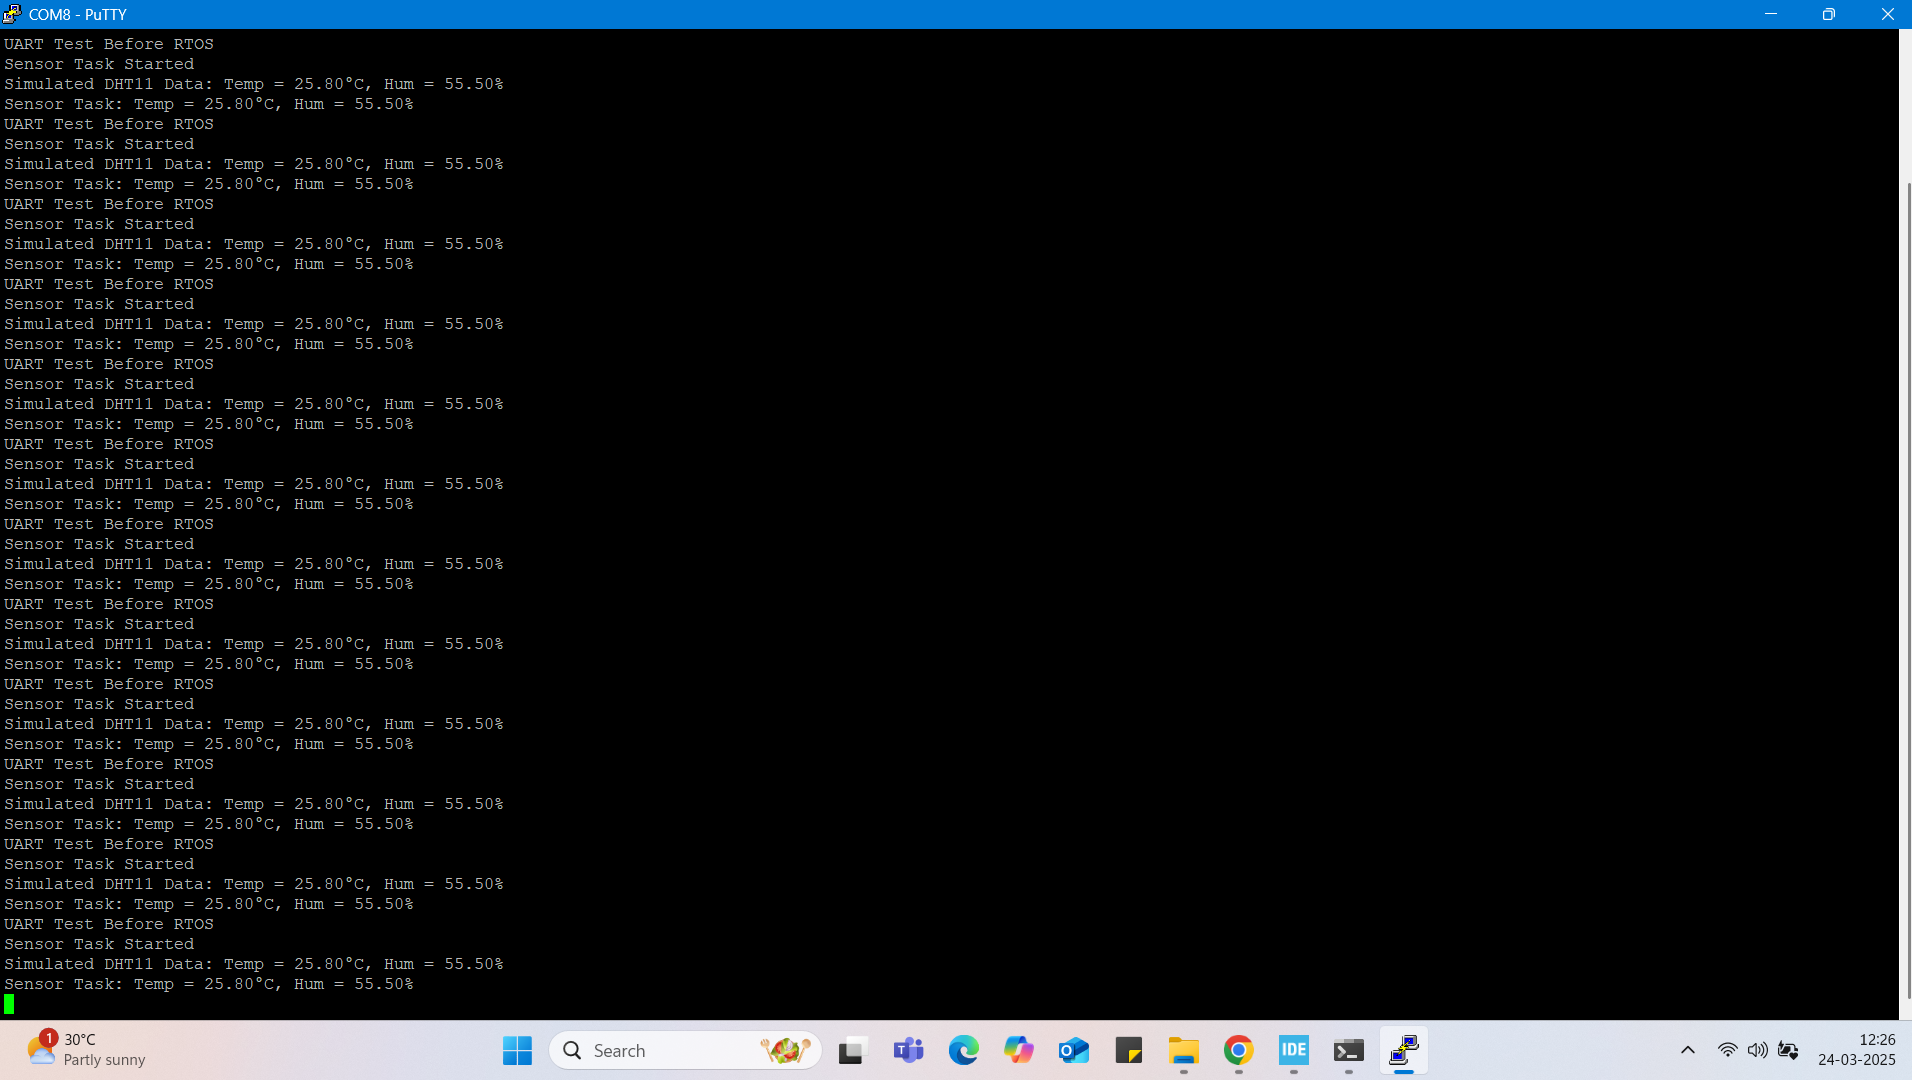 COM8 - PuTTY
UART Test Before RTOS
Sensor Task Started
Simulated DHT11 Data: Temp = 25.80°C, Hum = 55.50%
Sensor Task: Temp = 25.80°C, Hum = 55.50%
UART Test Before RTOS
Sensor Task Started
Simulated DHT11 Data: Temp = 25.80°C, Hum = 55.50%
Sensor Task: Temp = 25.80°C, Hum = 55.50%
UART Test Before RTOS
Sensor Task Started
Simulated DHT11 Data: Temp = 25.80°C, Hum = 55.50%
Sensor Task: Temp = 25.80°C, Hum = 55.50%
UART Test Before RTOS
Sensor Task Started
Simulated DHT11 Data: Temp = 25.80°C, Hum = 55.50%
Sensor Task: Temp = 25.80°C, Hum = 55.50%
UART Test Before RTOS
Sensor Task Started
Simulated DHT11 Data: Temp = 25.80°C, Hum = 55.50%
Sensor Task: Temp = 25.80°C, Hum = 55.50%
UART Test Before RTOS
Sensor Task Started
Simulated DHT11 Data: Temp = 25.80°C, Hum = 55.50%
Sensor Task: Temp = 25.80°C, Hum = 55.50%
UART Test Before RTOS
Sensor Task Started
Simulated DHT11 Data: Temp = 25.80°C, Hum = 55.50%
Sensor Task: Temp = 25.80°C, Hum = 55.50%
UART Test Before RTOS
Sensor Task Started
Simulated DHT11 Data: Temp = 25.80°C, Hum = 55.50%
Sensor Task: Temp = 25.80°C, Hum = 55.50%
UART Test Before RTOS
Sensor Task Started
Simulated DHT11 Data: Temp = 25.80°C, Hum = 55.50%
Sensor Task: Temp = 25.80°C, Hum = 55.50%
UART Test Before RTOS
Sensor Task Started
Simulated DHT11 Data: Temp = 25.80°C, Hum = 55.50%
Sensor Task: Temp = 25.80°C, Hum = 55.50%
UART Test Before RTOS
Sensor Task Started
Simulated DHT11 Data: Temp = 25.80°C, Hum = 55.50%
Sensor Task: Temp = 25.80°C, Hum = 55.50%
UART Test Before RTOS
Sensor Task Started
Simulated DHT11 Data: Temp = 25.80°C, Hum = 55.50%
Sensor Task: Temp = 25.80°C, Hum = 55.50%
1
30°C
Partly sunny
Search
IDE
12:26
24-03-2025